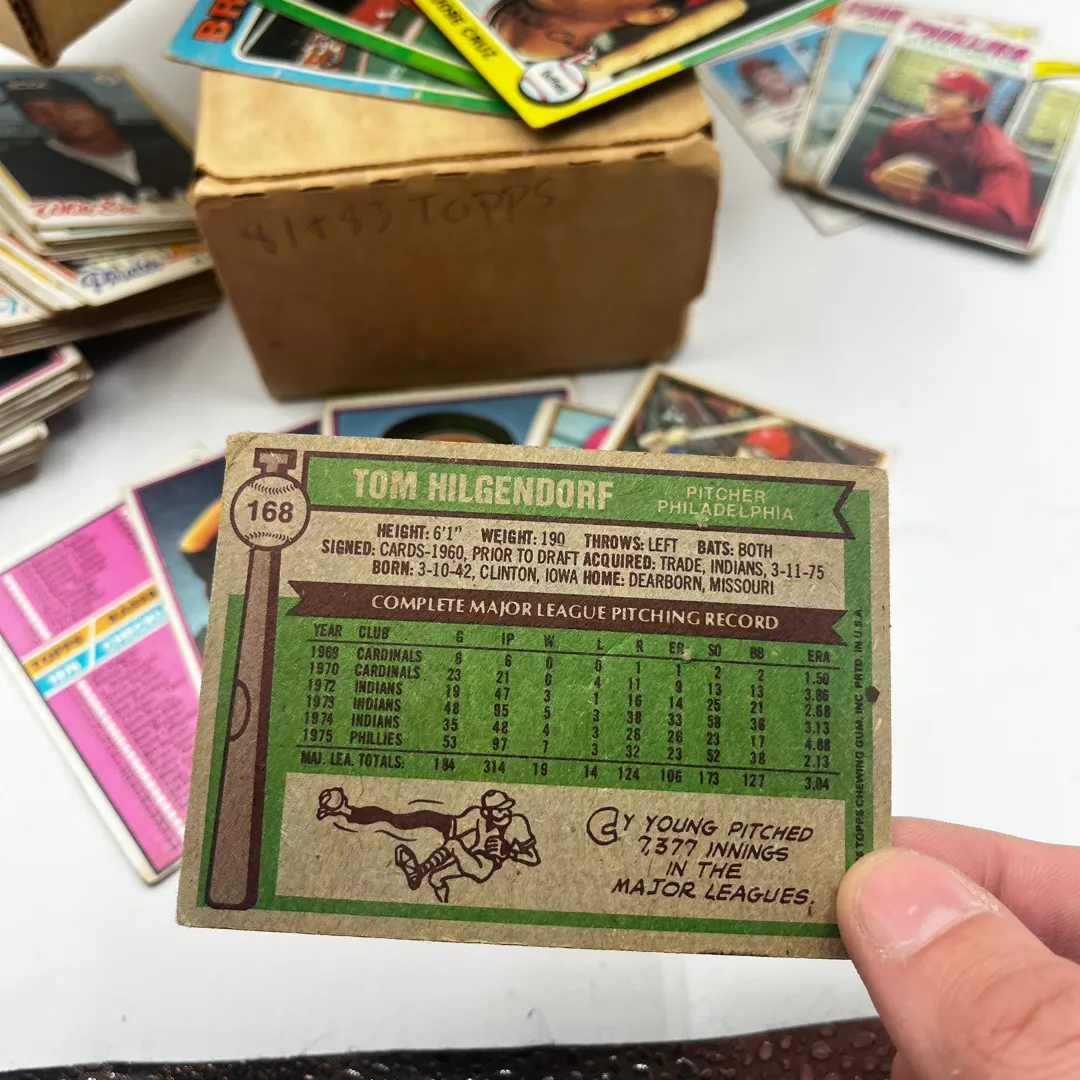 JOSE CRUZ
PHILLIES
81+83 TOPPS
168
TOM HILGENDORF
PITCHER
PHILADELPHIA
HEIGHT: 6'1" WEIGHT: 190 THROWS: LEFT BATS: BOTH
SIGNED: CARDS-1960, PRIOR TO DRAFT ACQUIRED: TRADE, INDIANS, 3-11-75
BORN: 3-10-42, CLINTON, IOWA HOME: DEARBORN, MISSOURI
COMPLETE MAJOR LEAGUE PITCHING RECORD
YEAR CLUB G IP W L R ER SO BB ERA
1969 CARDINALS 6 6 0 0 1 1 2 2 1.50
1970 CARDINALS 23 21 0 4 11 9 13 13 3.86
1972 INDIANS 19 47 3 1 16 14 25 21 2.68
1973 INDIANS 48 95 5 3 38 33 58 36 3.13
1974 INDIANS 35 48 4 3 26 26 23 17 4.88
1975 PHILLIES 53 97 7 3 32 23 52 38 2.13
MAJ. LEA. TOTALS: 184 314 19 14 124 106 173 127 3.04
CY YOUNG PITCHED
7,377 INNINGS
IN THE
MAJOR LEAGUES.
TOPPS CHEWING GUM, INC. PRTD. IN U.S.A.